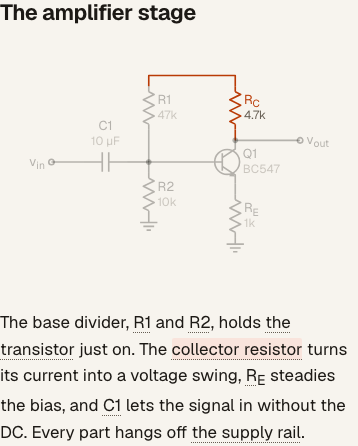 The amplifier stage
R1
47k
RC
4.7k
C1
10 µF
vin
vout
Q1
BC547
R2
10k
RE
1k
The base divider, R1 and R2, holds the
transistor just on. The collector resistor turns
its current into a voltage swing, RE steadies
the bias, and C1 lets the signal in without the
DC. Every part hangs off the supply rail.